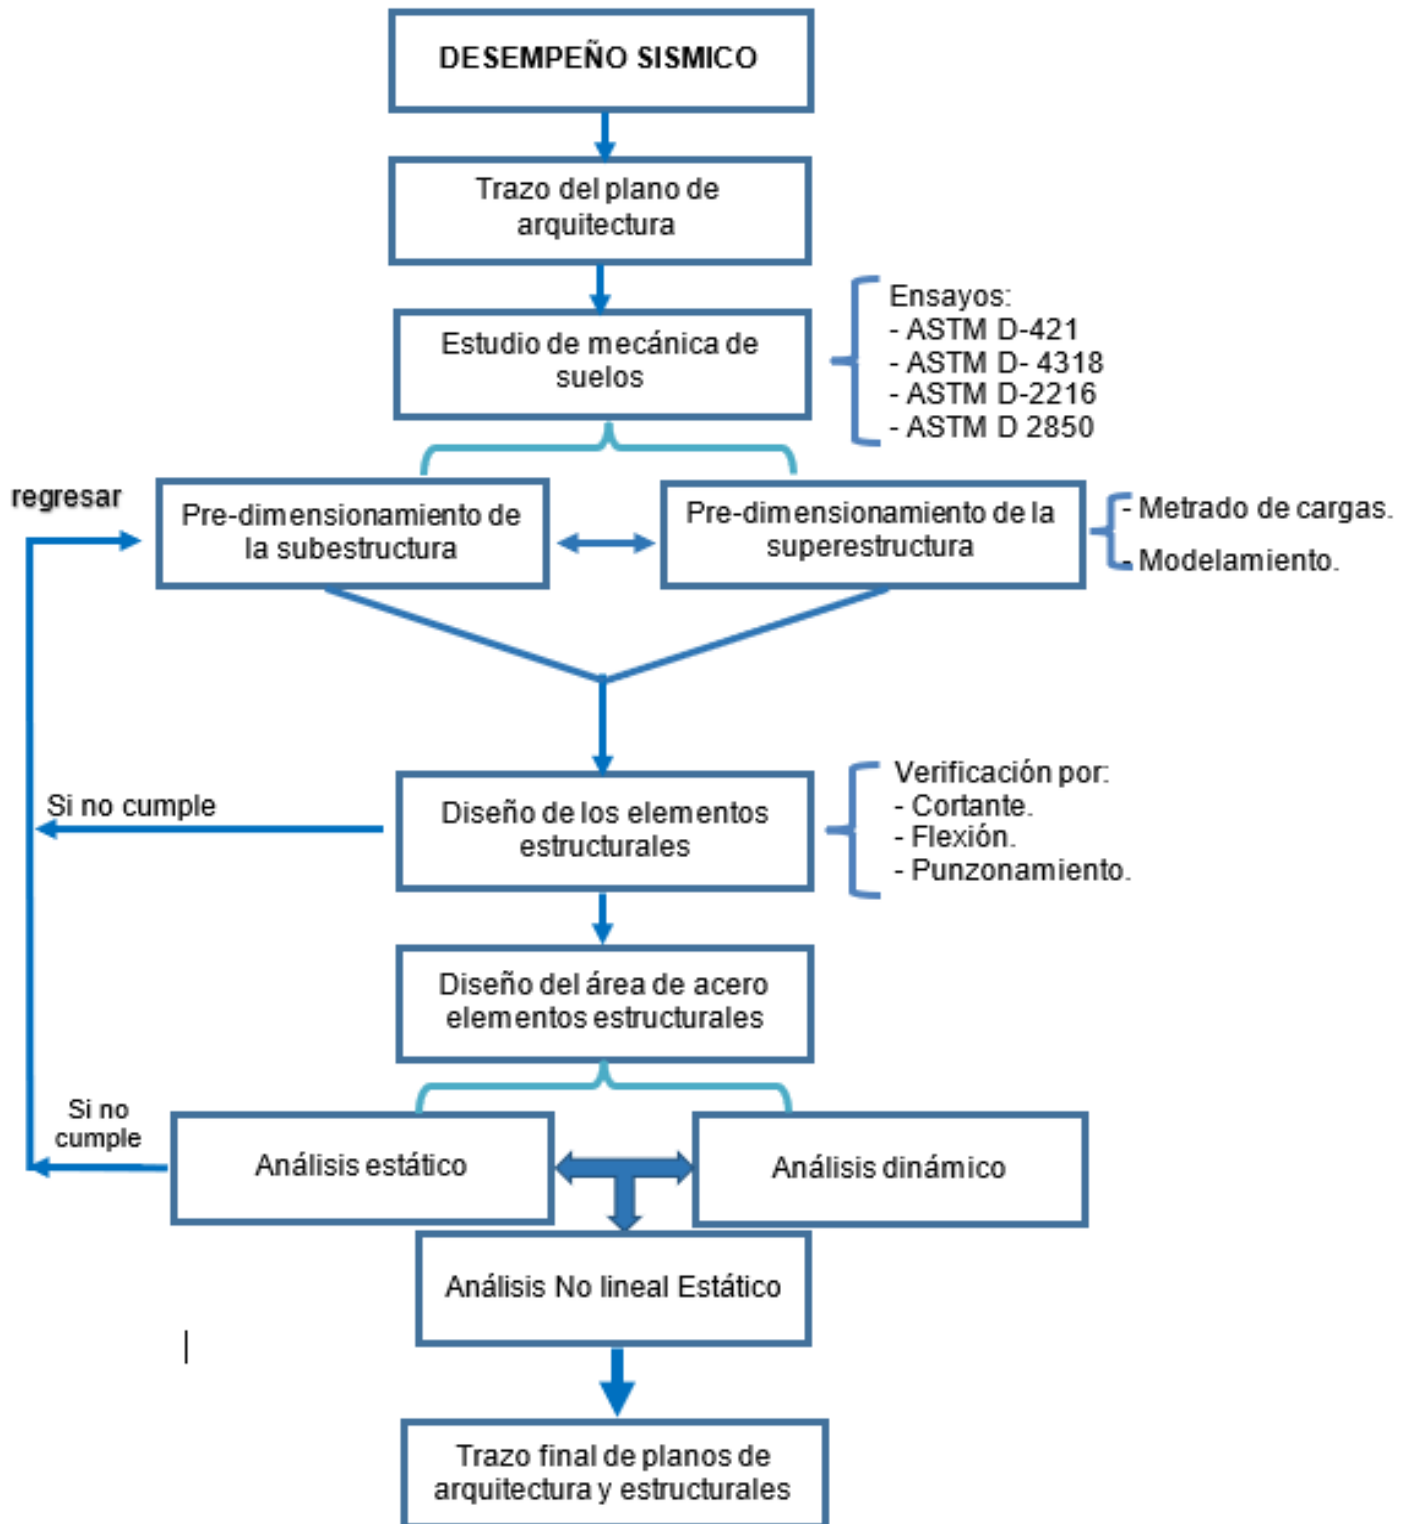 DESEMPEÑO SISMICO
Trazo del plano de
arquitectura
Estudio de mecánica de
suelos
Ensayos:
- ASTM D-421
- ASTM D- 4318
- ASTM D-2216
- ASTM D 2850
regresar
Pre-dimensionamiento de
la subestructura
Pre-dimensionamiento de la
superestructura
- Metrado de cargas.
- Modelamiento.
Si no cumple
Diseño de los elementos
estructurales
Verificación por:
- Cortante.
- Flexión.
- Punzonamiento.
Diseño del área de acero
elementos estructurales
Si no
cumple
Análisis estático
Análisis dinámico
Análisis No lineal Estático
Trazo final de planos de
arquitectura y estructurales